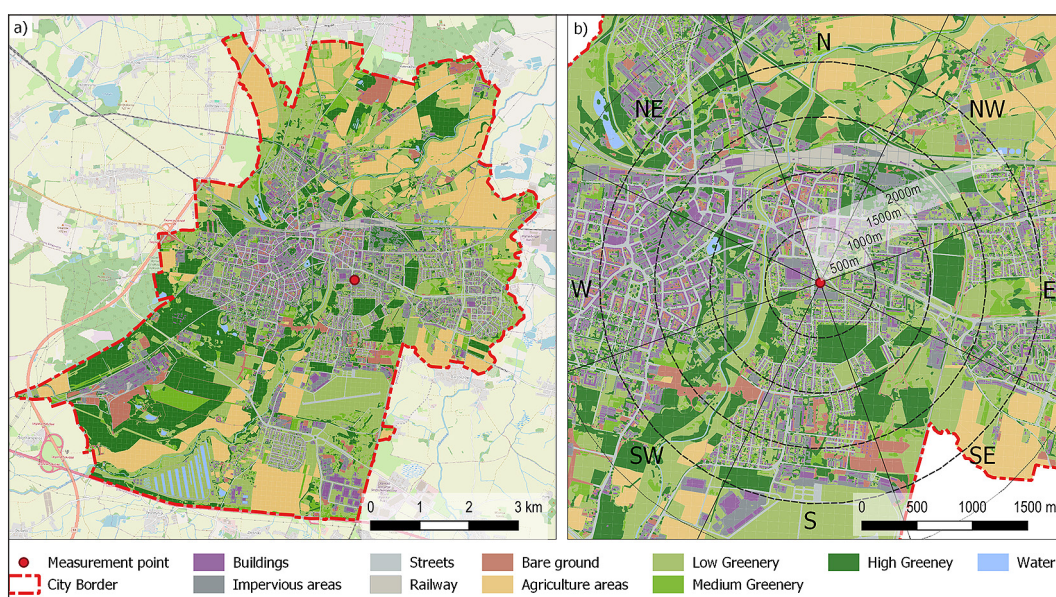 a)
0 1 2 3 km
b)
N
NE
NW
2000m
1500m
1000m
500m
W
E
SW
SE
S
0 500 1000 1500 m
Measurement point
Buildings
Streets
Bare ground
Low Greenery
High Greeney
Water
City Border
Impervious areas
Railway
Agriculture areas
Medium Greenery